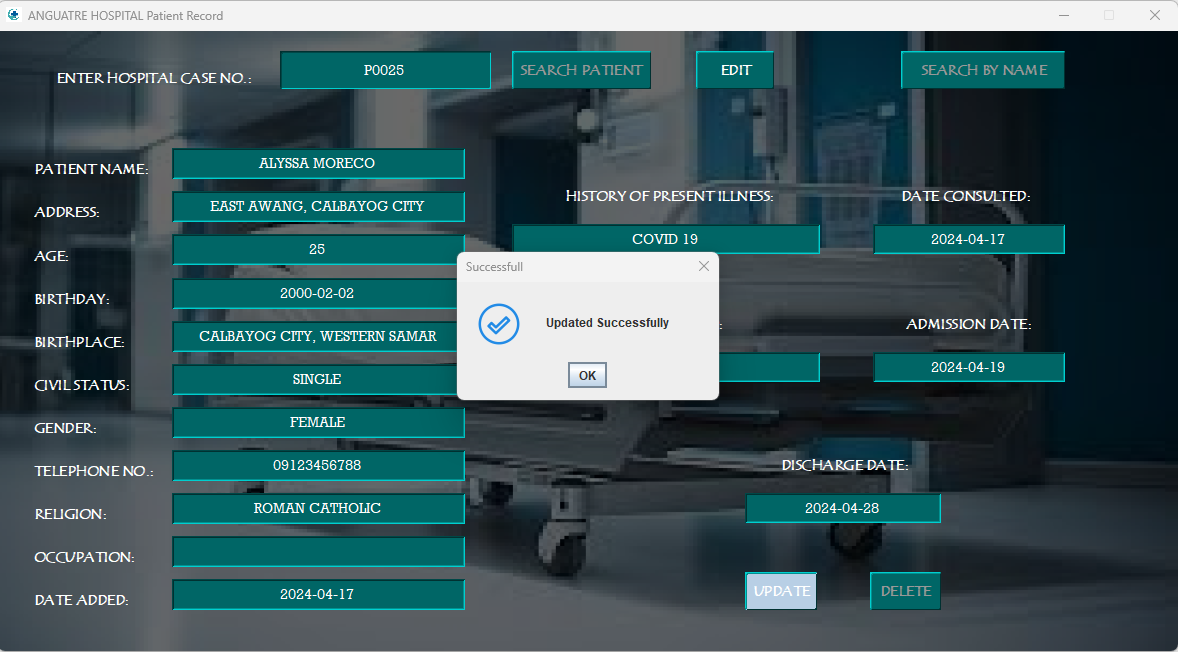 ANGUATRE HOSPITAL Patient Record
ENTER HOSPITAL CASE NO.: P0025 SEARCH PATIENT EDIT SEARCH BY NAME
PATIENT NAME: ALYSSA MORECO
ADDRESS: EAST AWANG, CALBAYOG CITY
AGE: 25
BIRTHDAY: 2000-02-02
BIRTHPLACE: CALBAYOG CITY, WESTERN SAMAR
CIVIL STATUS: SINGLE
GENDER: FEMALE
TELEPHONE NO.: 09123456788
RELIGION: ROMAN CATHOLIC
OCCUPATION:
DATE ADDED: 2024-04-17
HISTORY OF PRESENT ILLNESS:
COVID 19
DATE CONSULTED:
2024-04-17
Successfull
Updated Successfully
OK
:
ADMISSION DATE:
2024-04-19
DISCHARGE DATE:
2024-04-28
UPDATE DELETE